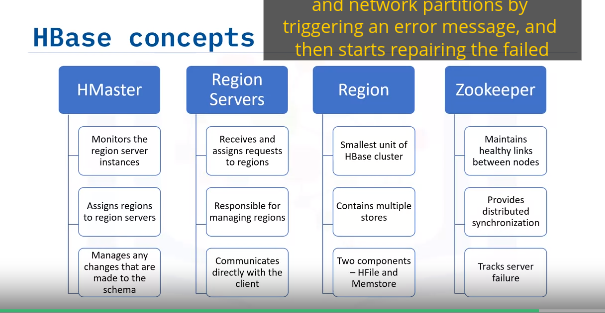 and network partitions by
triggering an error message, and
then starts repairing the failed
HBase concepts
HMaster
Monitors the
region server
instances
Assigns regions
to region servers
Manages any
changes that are
made to the
schema
Region
Servers
Receives and
assigns requests
to regions
Responsible for
managing regions
Communicates
directly with the
client
Region
Smallest unit of
HBase cluster
Contains multiple
stores
Two components
– HFile and
Memstore
Zookeeper
Maintains
healthy links
between nodes
Provides
distributed
synchronization
Tracks server
failure